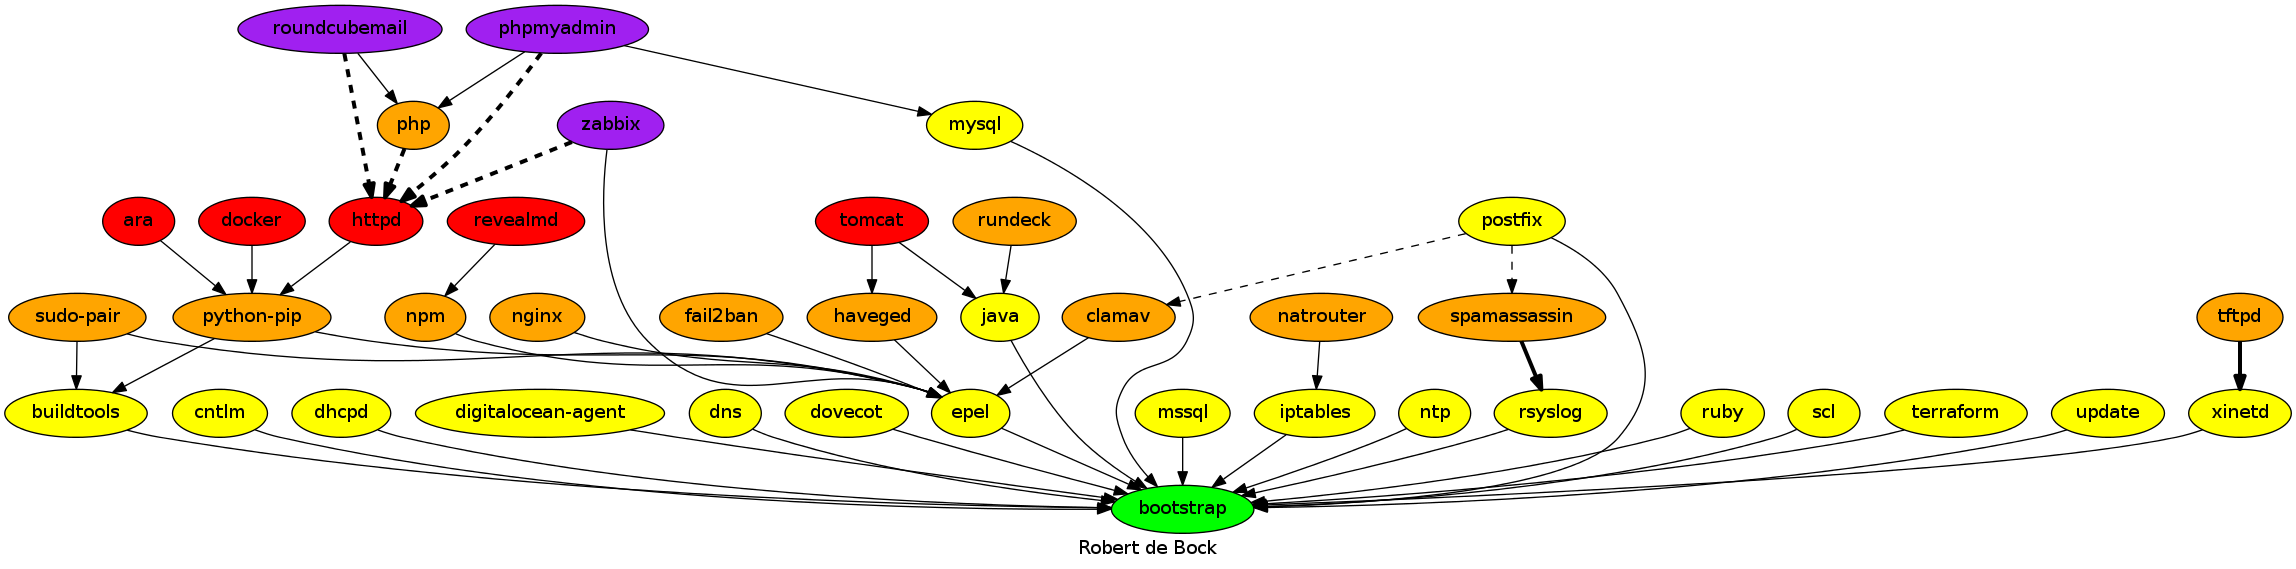 roundcubemail
phpmyadmin
php
zabbix
mysql
ara
docker
httpd
revealmd
tomcat
rundeck
postfix
sudo-pair
python-pip
npm
nginx
fail2ban
haveged
java
clamav
natrouter
spamassassin
tftpd
buildtools
cntlm
dhcpd
digitalocean-agent
dns
dovecot
epel
mssql
iptables
ntp
rsyslog
ruby
scl
terraform
update
xinetd
bootstrap
Robert de Bock